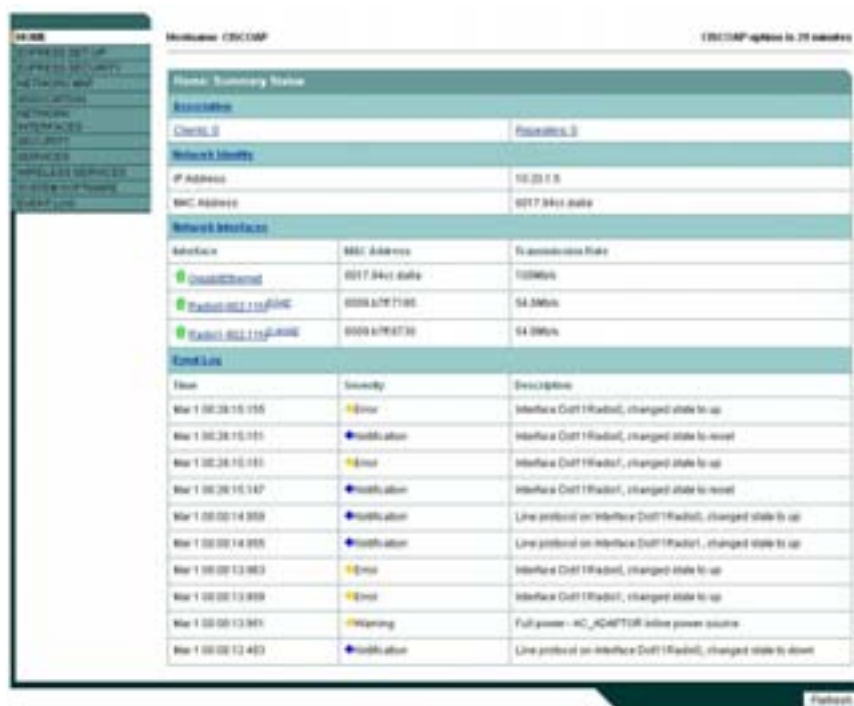 HOME
EXPRESS SET-UP
EXPRESS SECURITY
NETWORK MAP
ASSOCIATION
NETWORK
INTERFACES
SECURITY
SERVICES
WIRELESS SERVICES
SYSTEM SOFTWARE
EVENT LOG
Hostname CISCOAP
CISCOAP uptime is 29 minutes
Home: Summary Status
Association
Clients: 0 Repeaters: 0
Network Identity
IP Address
MAC Address
Network Interfaces
Interface MAC Address Transmission Rate
GigabitEthernet 100Mb/s
Radio0-802.11N 54.0Mb/s
Radio1-802.11N 54.0Mb/s
Event Log
Time Severity Description
Error Interface Dot11Radio0, changed state to up
Notification Interface Dot11Radio0, changed state to reset
Error Interface Dot11Radio1, changed state to up
Notification Interface Dot11Radio1, changed state to reset
Notification Line protocol on Interface Dot11Radio0, changed state to up
Notification Line protocol on Interface Dot11Radio1, changed state to up
Error Interface Dot11Radio0, changed state to up
Error Interface Dot11Radio1, changed state to up
Warning Full power - AC_ADAPTOR inline power source
Notification Line protocol on Interface Dot11Radio0, changed state to down
Refresh